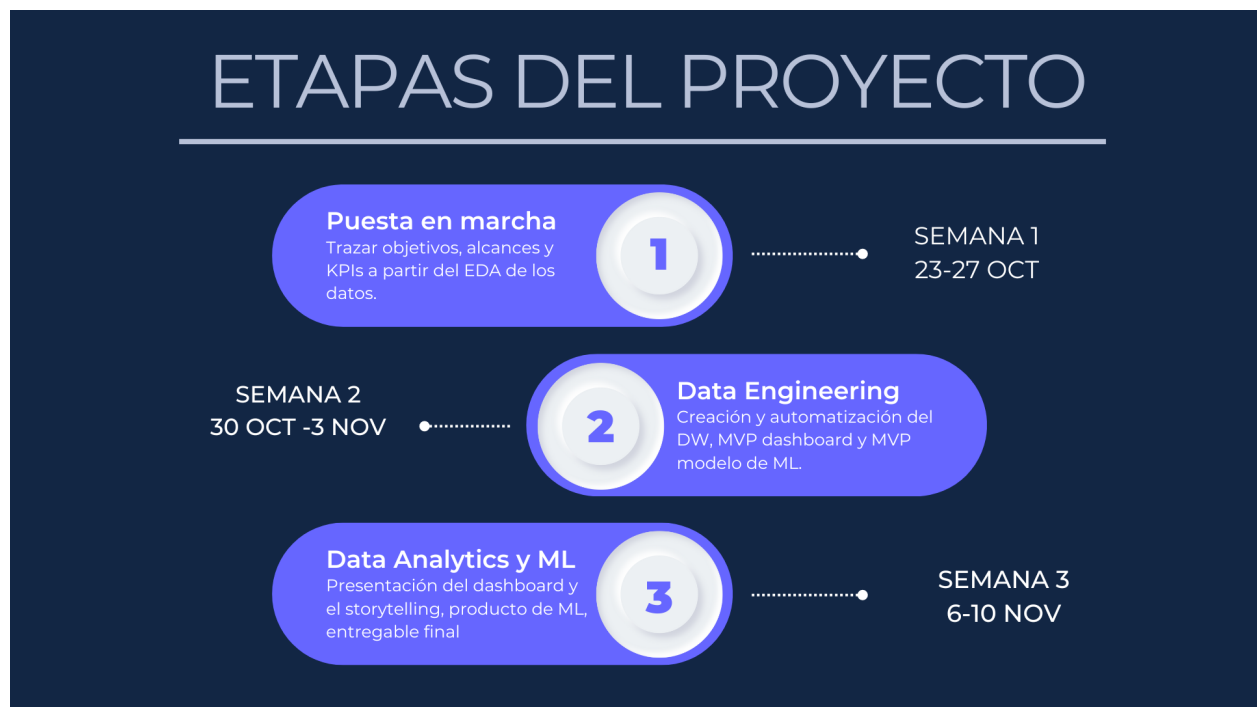 ETAPAS DEL PROYECTO
Puesta en marcha
Trazar objetivos, alcances y
KPIs a partir del EDA de los
datos.
1
SEMANA 1
23-27 OCT
SEMANA 2
30 OCT -3 NOV
2
Data Engineering
Creación y automatización del
DW, MVP dashboard y MVP
modelo de ML.
Data Analytics y ML
Presentación del dashboard y
el storytelling, producto de ML,
entregable final
3
SEMANA 3
6-10 NOV